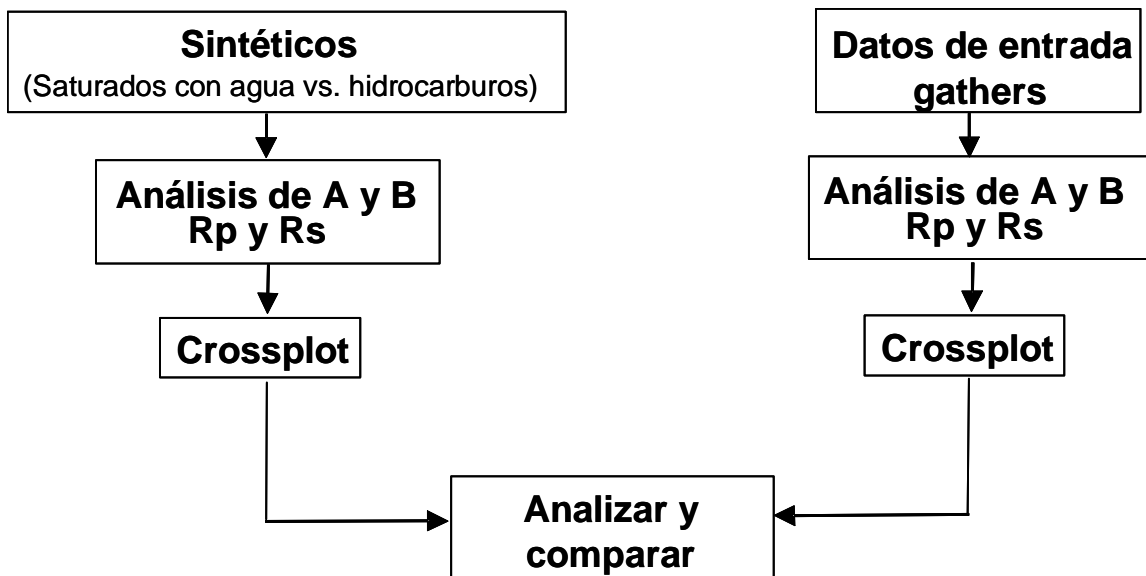 Sintéticos
(Saturados con agua vs. hidrocarburos)
Análisis de A y B
Rp y Rs
Crossplot
Datos de entrada
gathers
Análisis de A y B
Rp y Rs
Crossplot
Analizar y
comparar